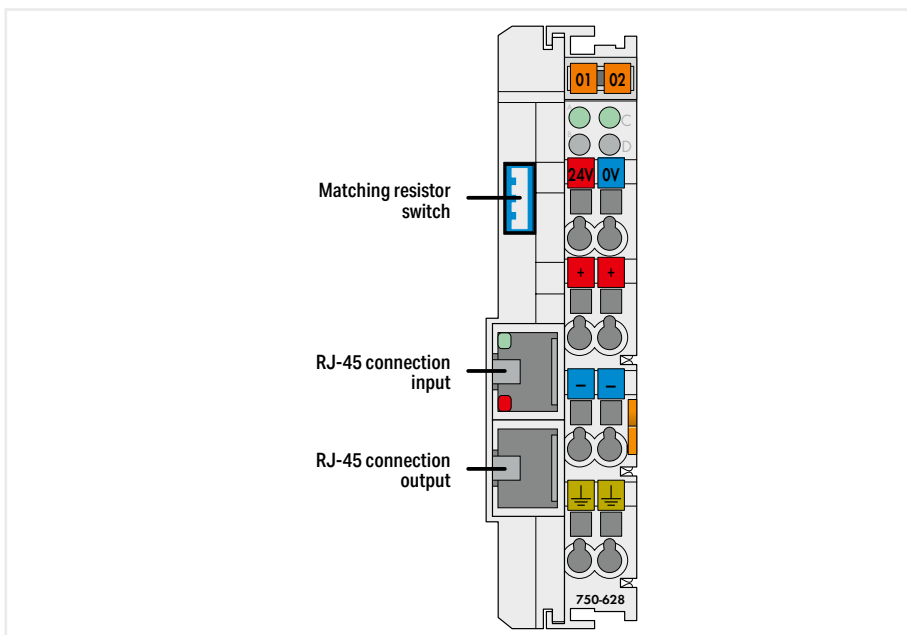 01 02
A
C
D
Matching resistor
switch
24V 0V
+ +
RJ-45 connection
input
– –
RJ-45 connection
output
750-628